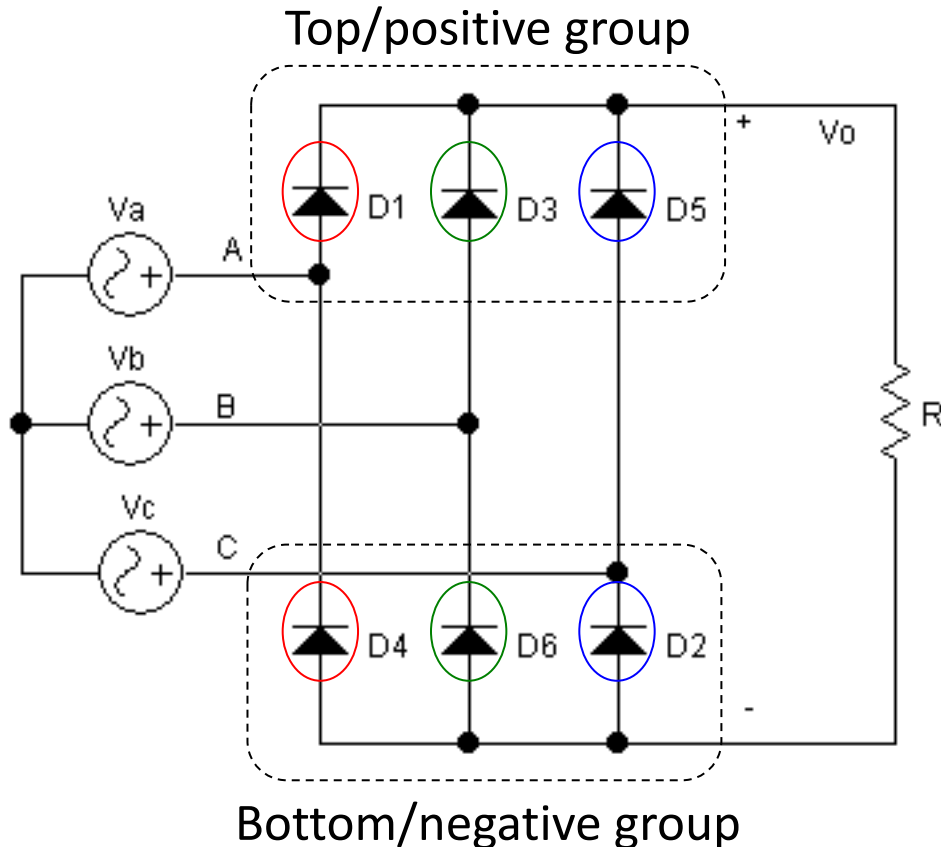 Top/positive group
+
Vo
D1
D3
D5
Va
A
+
Vb
B
+
R
Vc
C
+
D4
D6
D2
-
Bottom/negative group